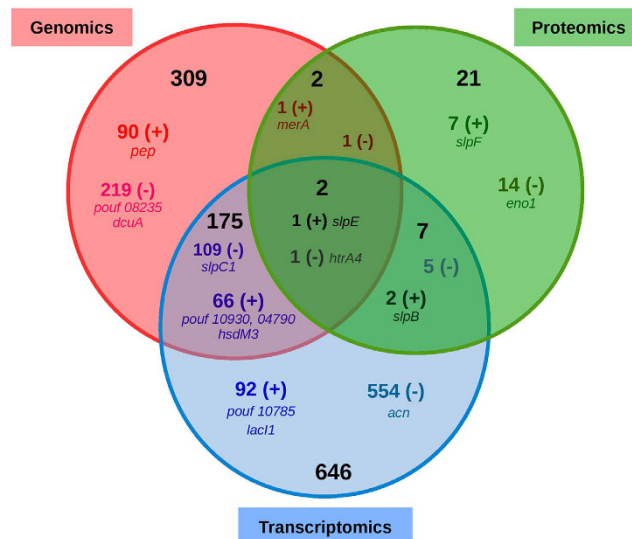 Genomics
Proteomics
309
2
21
1 (+)
merA
90 (+)
pep
7 (+)
slpF
1 (-)
219 (-)
pouf 08235
dcuA
2
14 (-)
eno1
175
1 (+) slpE
7
109 (-)
slpC1
1 (-) htrA4
5 (-)
66 (+)
pouf 10930, 04790
hsdM3
2 (+)
slpB
92 (+)
pouf 10785
lacI1
554 (-)
acn
646
Transcriptomics